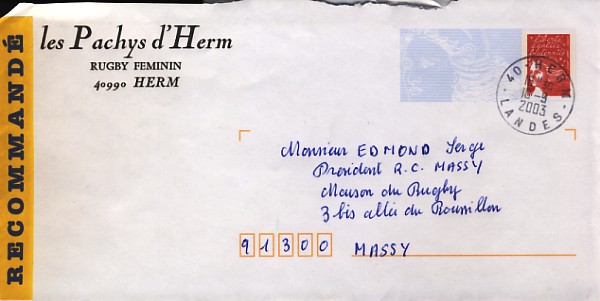 RECOMMANDÉ
les Pachys d'Herm
RUGBY FEMININ
40990 HERM
40-HERM
2003
LANDES
Monsieur EDMOND Serge
President R.C. MASSY
Maison du Rugby
3 bis allée du Roussillon
91300 MASSY